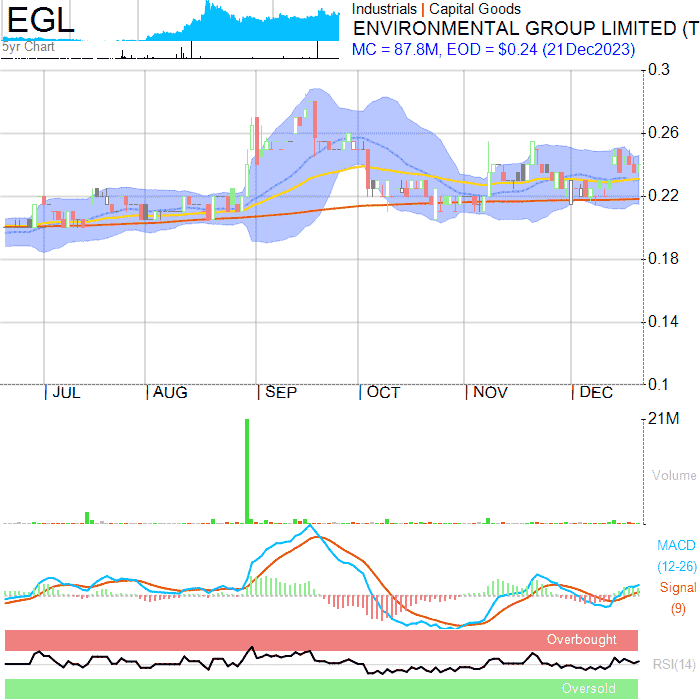 EGL
5yr Chart
Industrials | Capital Goods
ENVIRONMENTAL GROUP LIMITED (T
MC = 87.8M, EOD = $0.24 (21Dec2023)
0.3
0.26
0.22
0.18
0.14
0.1
JUL AUG SEP OCT NOV DEC
21M
Volume
MACD
(12-26)
Signal
(9)
Overbought
RSI(14)
Oversold